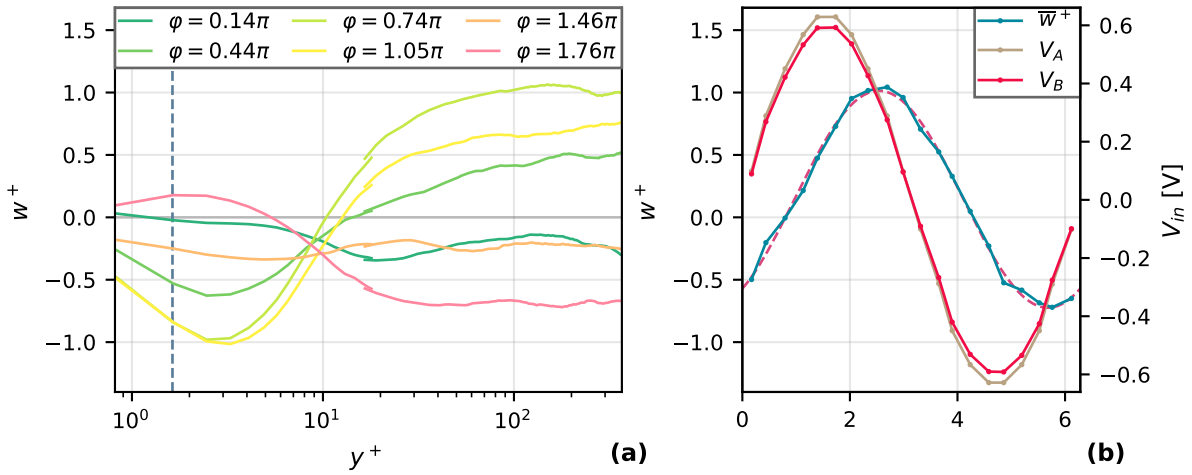 φ = 0.14π φ = 0.74π φ = 1.46π
φ = 0.44π φ = 1.05π φ = 1.76π
1.5
1.0
0.5
0.0
−0.5
−1.0
w⁺
10⁰ 10¹ 10²
y⁺
(a)
w̅⁺
V_A
V_B
1.5
1.0
0.5
0.0
−0.5
−1.0
w⁺
0 2 4 6
0.6
0.4
0.2
0.0
−0.2
−0.4
−0.6
V_in [V]
(b)